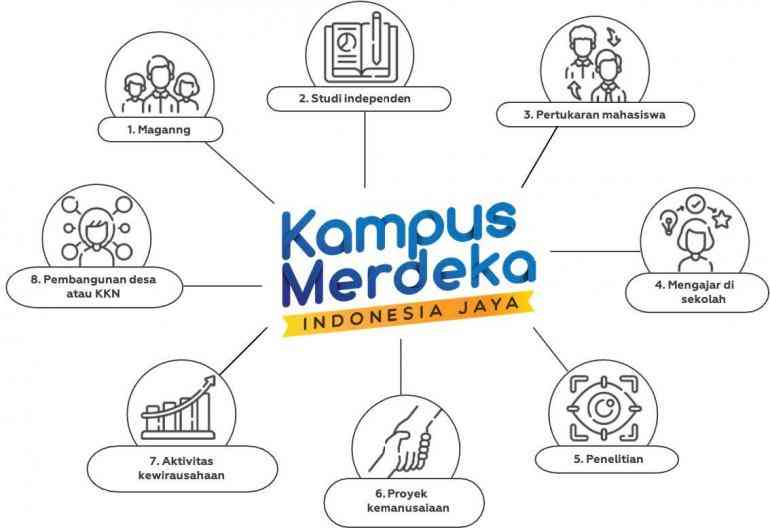 1. Maganng
2. Studi independen
3. Pertukaran mahasiswa
Kampus
Merdeka
INDONESIA JAYA
4. Mengajar di
sekolah
5. Penelitian
6. Proyek
kemanusaiaan
7. Aktivitas
kewirausahaan
8. Pembangunan desa
atau KKN